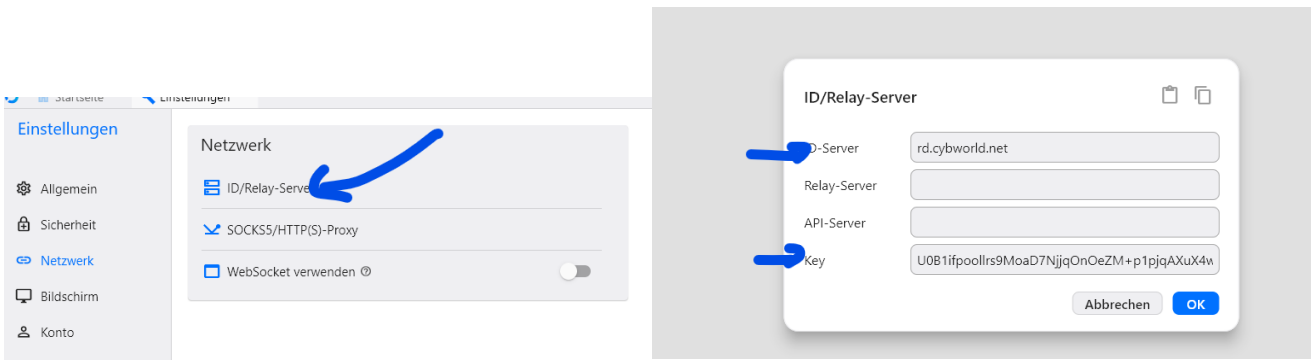 Startseite
Einstellungen
Einstellungen
Allgemein
Sicherheit
Netzwerk
Bildschirm
Konto
Netzwerk
ID/Relay-Serve
SOCKS5/HTTP(S)-Proxy
WebSocket verwenden
ID/Relay-Server
D-Server rd.cybworld.net
Relay-Server
API-Server
Key U0B1ifpoollrs9MoaD7NjjqOnOeZM+p1pjqAXuX4w
Abbrechen OK